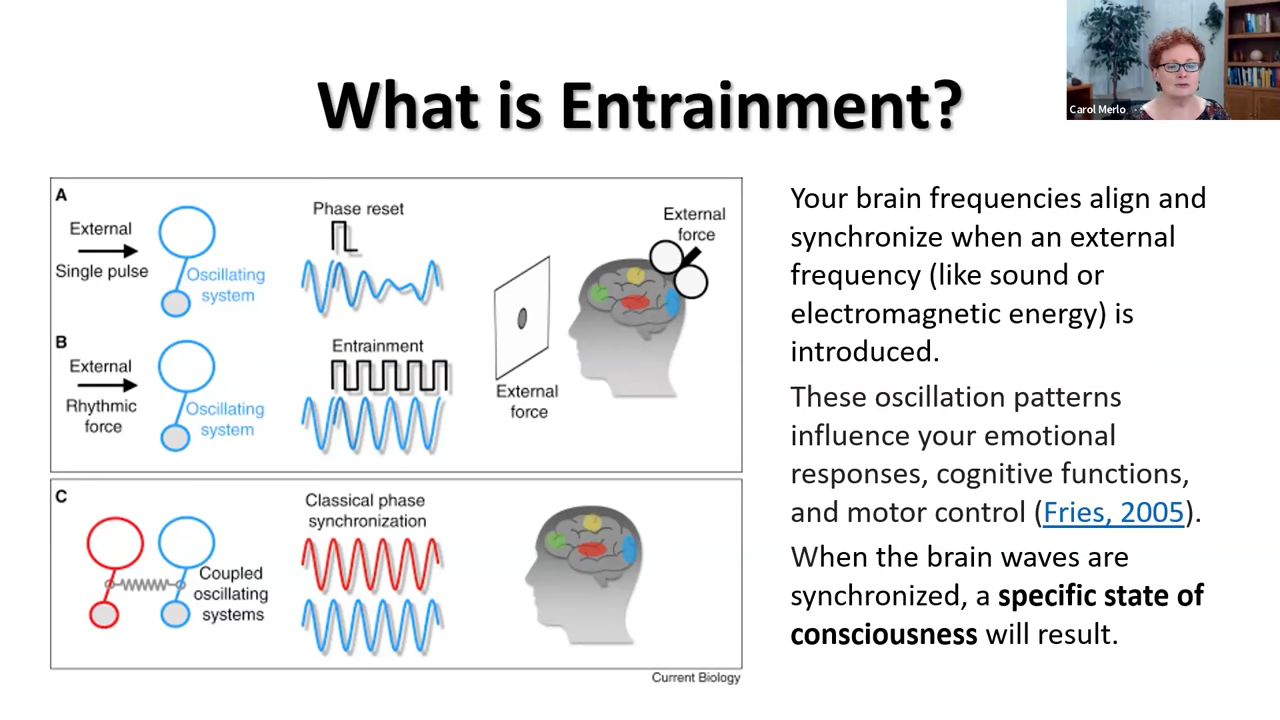 What is Entrainment?
Carol Merlo
A
External
Single pulse
Oscillating
system
Phase reset
External
force
B
External
Rhythmic
force
Oscillating
system
Entrainment
External
force
C
Coupled
oscillating
systems
Classical phase
synchronization
Current Biology
Your brain frequencies align and
synchronize when an external
frequency (like sound or
electromagnetic energy) is
introduced.
These oscillation patterns
influence your emotional
responses, cognitive functions,
and motor control (Fries, 2005).
When the brain waves are
synchronized, a specific state of
consciousness will result.